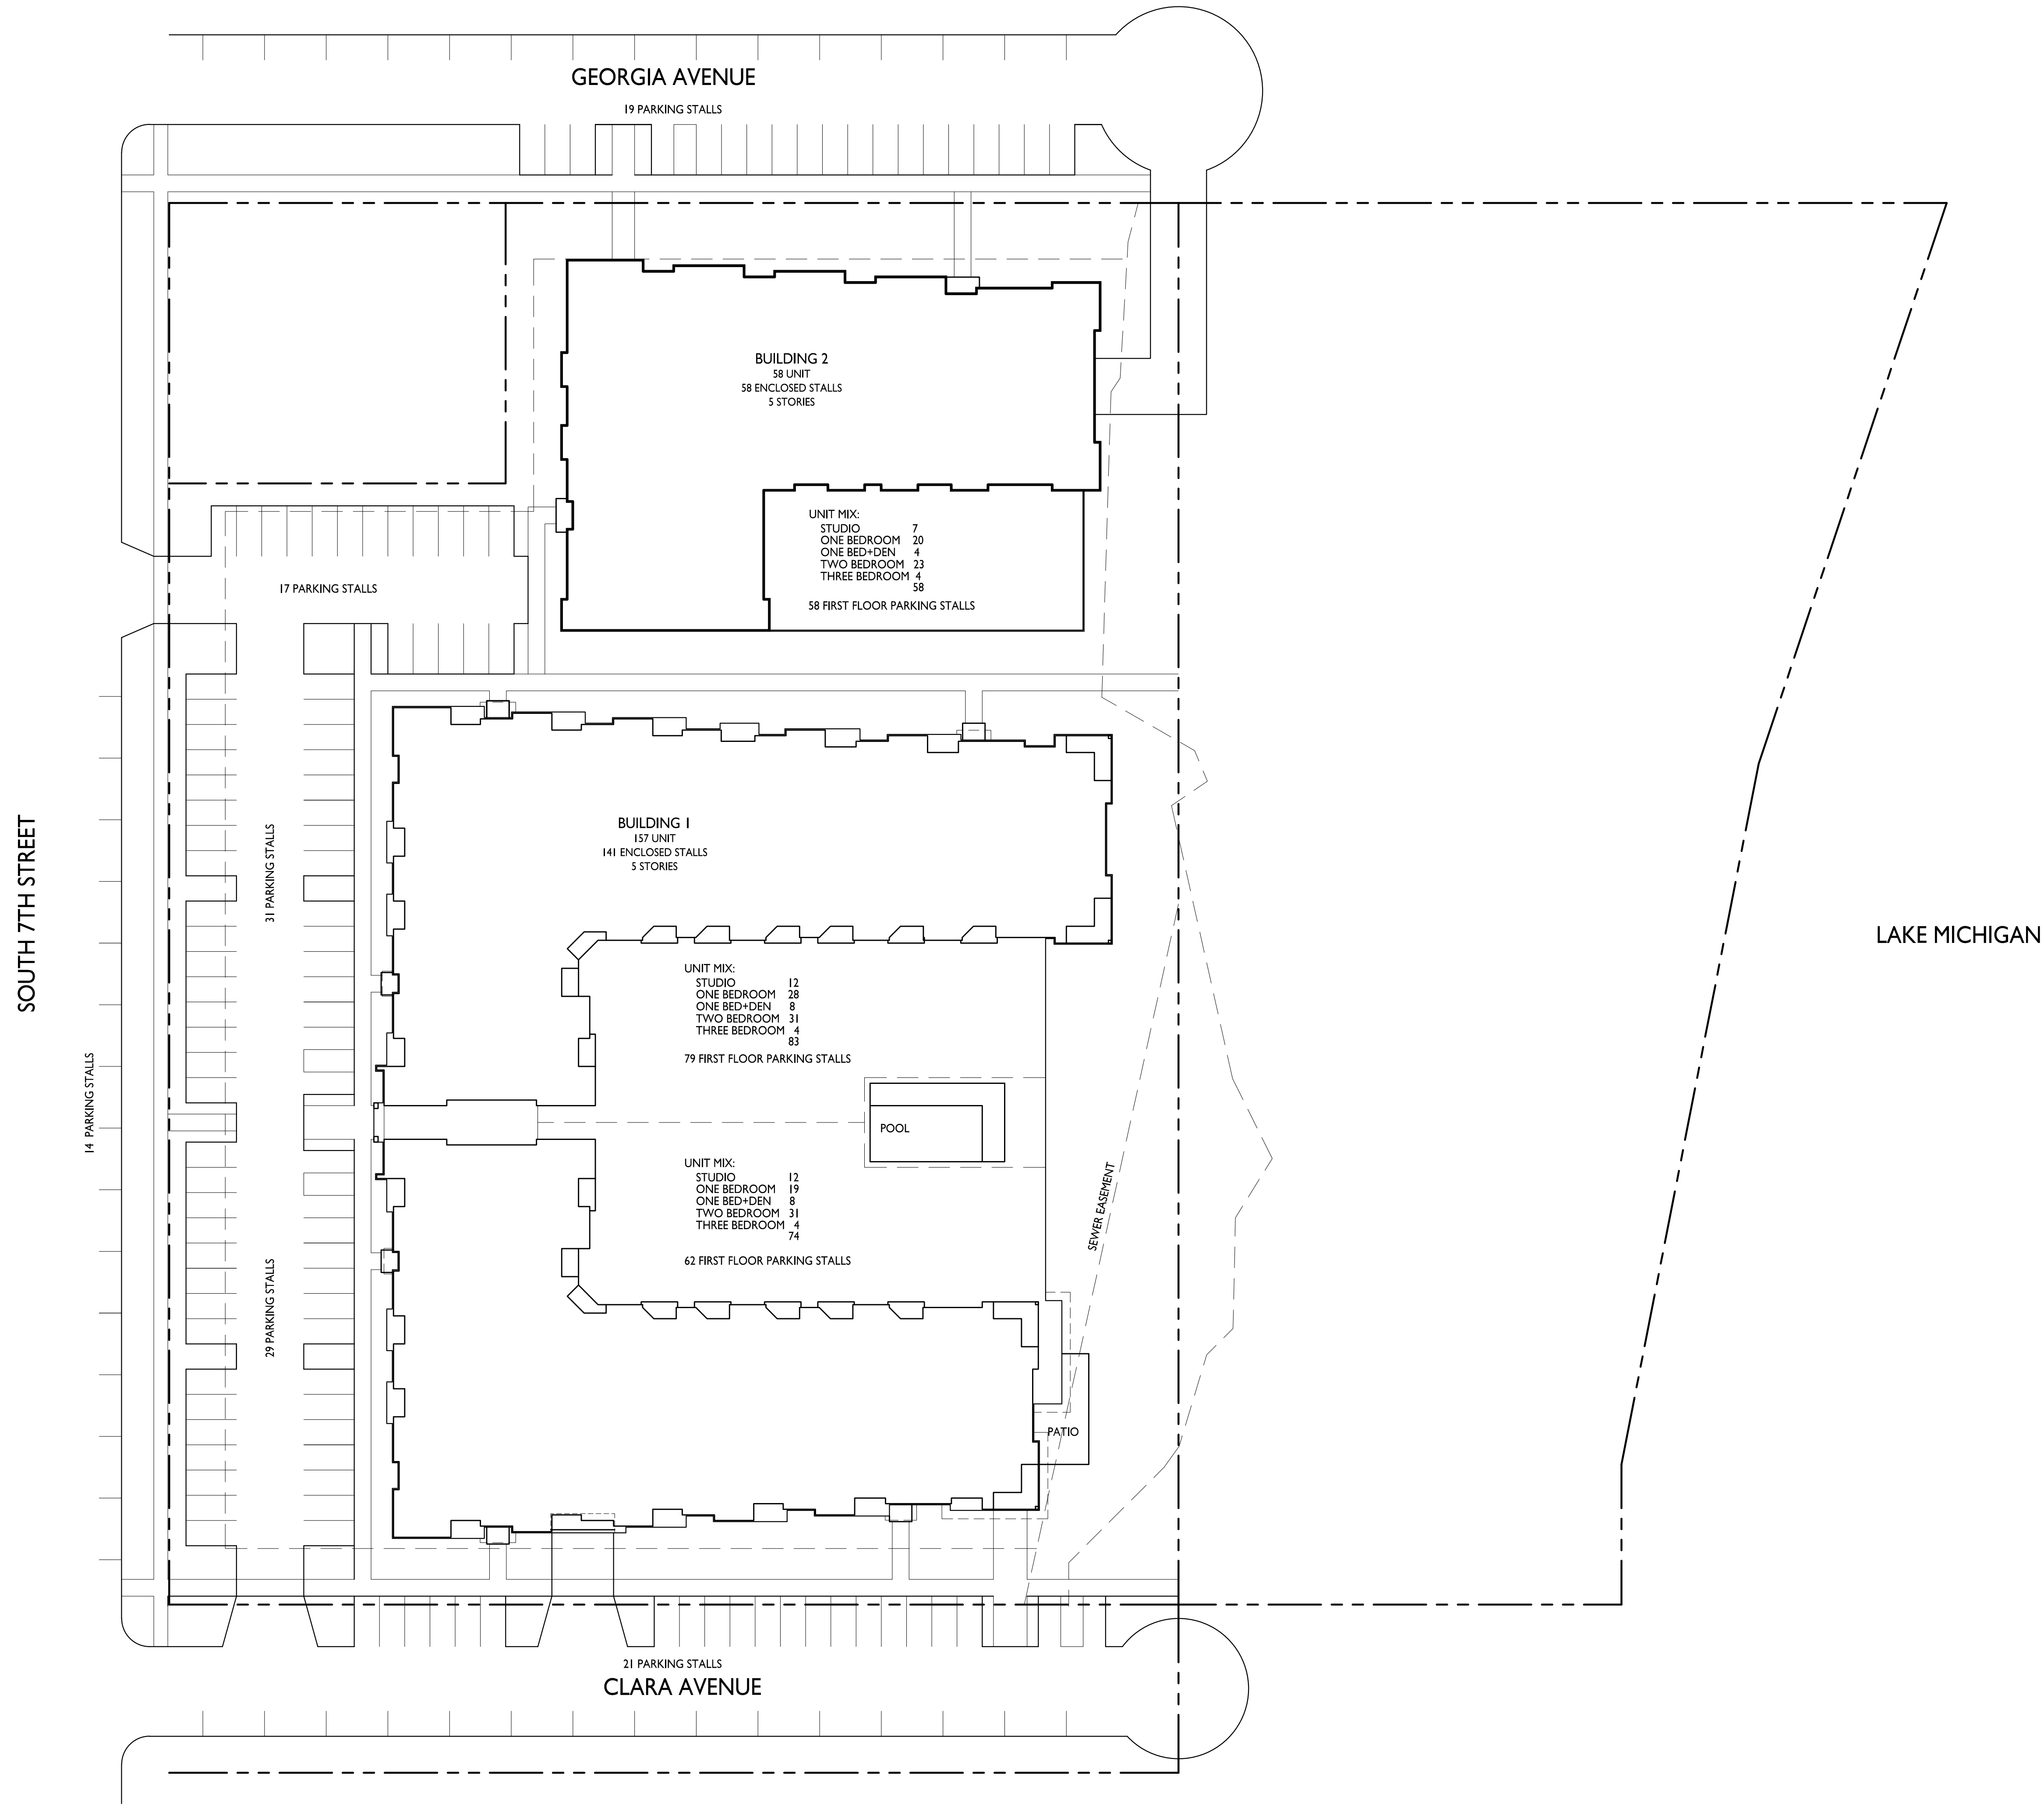 GEORGIA AVENUE
19 PARKING STALLS
BUILDING 2
58 UNIT
58 ENCLOSED STALLS
5 STORIES
UNIT MIX:
STUDIO 7
ONE BEDROOM 20
ONE BED+DEN 4
TWO BEDROOM 23
THREE BEDROOM 4
58
58 FIRST FLOOR PARKING STALLS
17 PARKING STALLS
SOUTH 7TH STREET
14 PARKING STALLS
31 PARKING STALLS
29 PARKING STALLS
BUILDING 1
157 UNIT
141 ENCLOSED STALLS
5 STORIES
UNIT MIX:
STUDIO 12
ONE BEDROOM 28
ONE BED+DEN 8
TWO BEDROOM 31
THREE BEDROOM 4
83
79 FIRST FLOOR PARKING STALLS
POOL
UNIT MIX:
STUDIO 12
ONE BEDROOM 19
ONE BED+DEN 8
TWO BEDROOM 31
THREE BEDROOM 4
74
62 FIRST FLOOR PARKING STALLS
SEWER EASEMENT
PATIO
LAKE MICHIGAN
21 PARKING STALLS
CLARA AVENUE